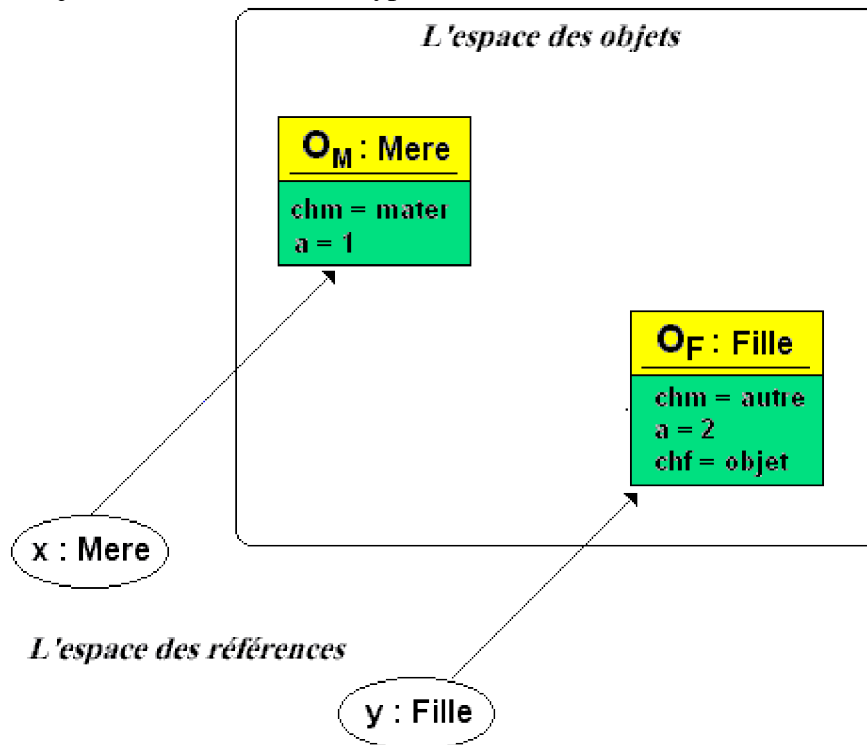 L'espace des objets
OM : Mere
chm = mater
a = 1
OF : Fille
chm = autre
a = 2
chf = objet
x : Mere
L'espace des référénces
y : Fille